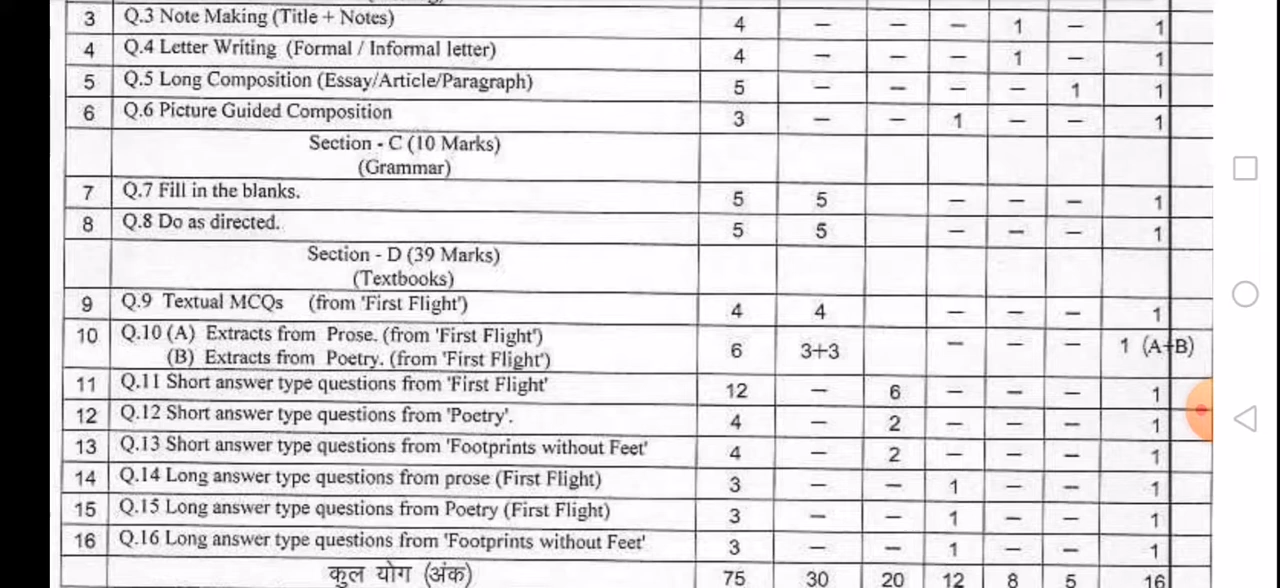 3 Q.3 Note Making (Title + Notes) 4 – – – 1 – 1
4 Q.4 Letter Writing (Formal / Informal letter) 4 – – – 1 – 1
5 Q.5 Long Composition (Essay/Article/Paragraph) 5 – – – – 1 1
6 Q.6 Picture Guided Composition 3 – – 1 – – 1
Section - C (10 Marks)
(Grammar)
7 Q.7 Fill in the blanks. 5 5 – – – 1
8 Q.8 Do as directed. 5 5 – – – 1
Section - D (39 Marks)
(Textbooks)
9 Q.9 Textual MCQs (from 'First Flight') 4 4 – – – 1
10 Q.10 (A) Extracts from Prose. (from 'First Flight')
(B) Extracts from Poetry. (from 'First Flight') 6 3+3 – – – 1 (A+B)
11 Q.11 Short answer type questions from 'First Flight' 12 – 6 – – – 1
12 Q.12 Short answer type questions from 'Poetry'. 4 – 2 – – – 1
13 Q.13 Short answer type questions from 'Footprints without Feet' 4 – 2 – – – 1
14 Q.14 Long answer type questions from prose (First Flight) 3 – – 1 – – 1
15 Q.15 Long answer type questions from Poetry (First Flight) 3 – – 1 – – 1
16 Q.16 Long answer type questions from 'Footprints without Feet' 3 – – 1 – – 1
कुल योग (अंक) 75 30 20 12 8 5 16